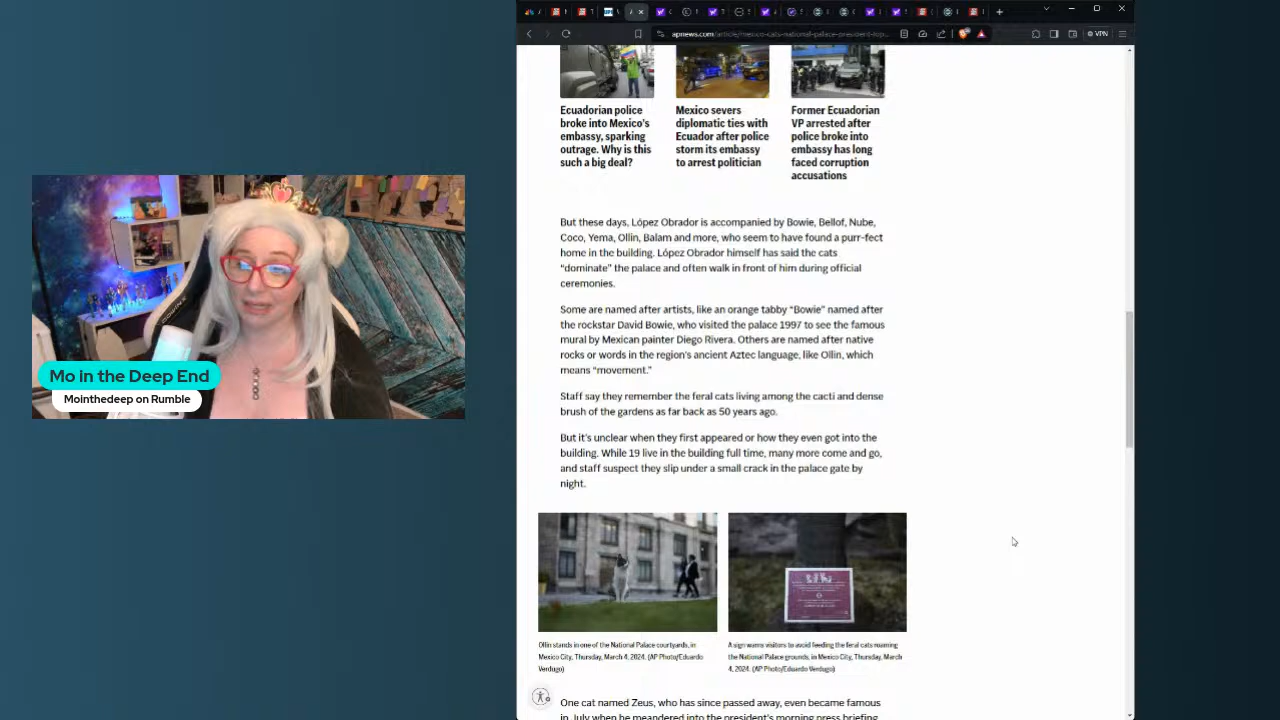 apnews.com/article/mexico-cats-national-palace-president-top...
VPN
Ecuadorian police
broke into Mexico's
embassy, sparking
outrage. Why is this
such a big deal?
Mexico severs
diplomatic ties with
Ecuador after police
storm its embassy
to arrest politician
Former Ecuadorian
VP arrested after
police broke into
embassy has long
faced corruption
accusations
But these days, López Obrador is accompanied by Bowie, Bellof, Nube,
Coco, Yema, Ollin, Balam and more, who seem to have found a purr-fect
home in the building. López Obrador himself has said the cats
“dominate” the palace and often walk in front of him during official
ceremonies.
Some are named after artists, like an orange tabby “Bowie” named after
the rockstar David Bowie, who visited the palace 1997 to see the famous
mural by Mexican painter Diego Rivera. Others are named after native
rocks or words in the region's ancient Aztec language, like Ollin, which
means “movement.”
Staff say they remember the feral cats living among the cacti and dense
brush of the gardens as far back as 50 years ago.
But it's unclear when they first appeared or how they even got into the
building. While 19 live in the building full time, many more come and go,
and staff suspect they slip under a small crack in the palace gate by
night.
Ollin stands in one of the National Palace courtyards, in
Mexico City, Thursday, March 4, 2024. (AP Photo/Eduardo
Verdugo)
A sign warns visitors to avoid feeding the feral cats roaming
the National Palace grounds, in Mexico City, Thursday, March
4, 2024. (AP Photo/Eduardo Verdugo)
One cat named Zeus, who has since passed away, even became famous
in July when he meandered into the president's morning press briefing
Mo in the Deep End
Mointhedeep on Rumble